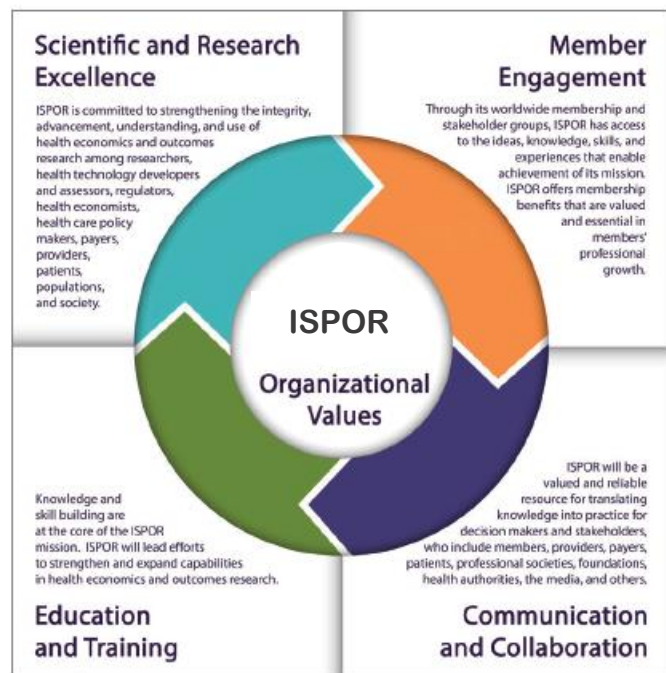 Scientific and Research
Excellence
ISPOR is committed to strengthening the integrity,
advancement, understanding, and use of
health economics and outcomes
research among researchers,
health technology developers
and assessors, regulators,
health economists,
health care policy
makers, payers,
providers,
patients,
populations,
and society.
Member
Engagement
Through its worldwide membership and
stakeholder groups, ISPOR has access
to the ideas, knowledge, skills, and
experiences that enable
achievement of its mission.
ISPOR offers membership
benefits that are valued
and essential in
members'
professional
growth.
ISPOR
Organizational
Values
Knowledge and
skill building are
at the core of the ISPOR
mission. ISPOR will lead efforts
to strengthen and expand capabilities
in health economics and outcomes research.
Education
and Training
ISPOR will be a
valued and reliable
resource for translating
knowledge into practice for
decision makers and stakeholders,
who include members, providers, payers,
patients, professional societies, foundations,
health authorities, the media, and others.
Communication
and Collaboration